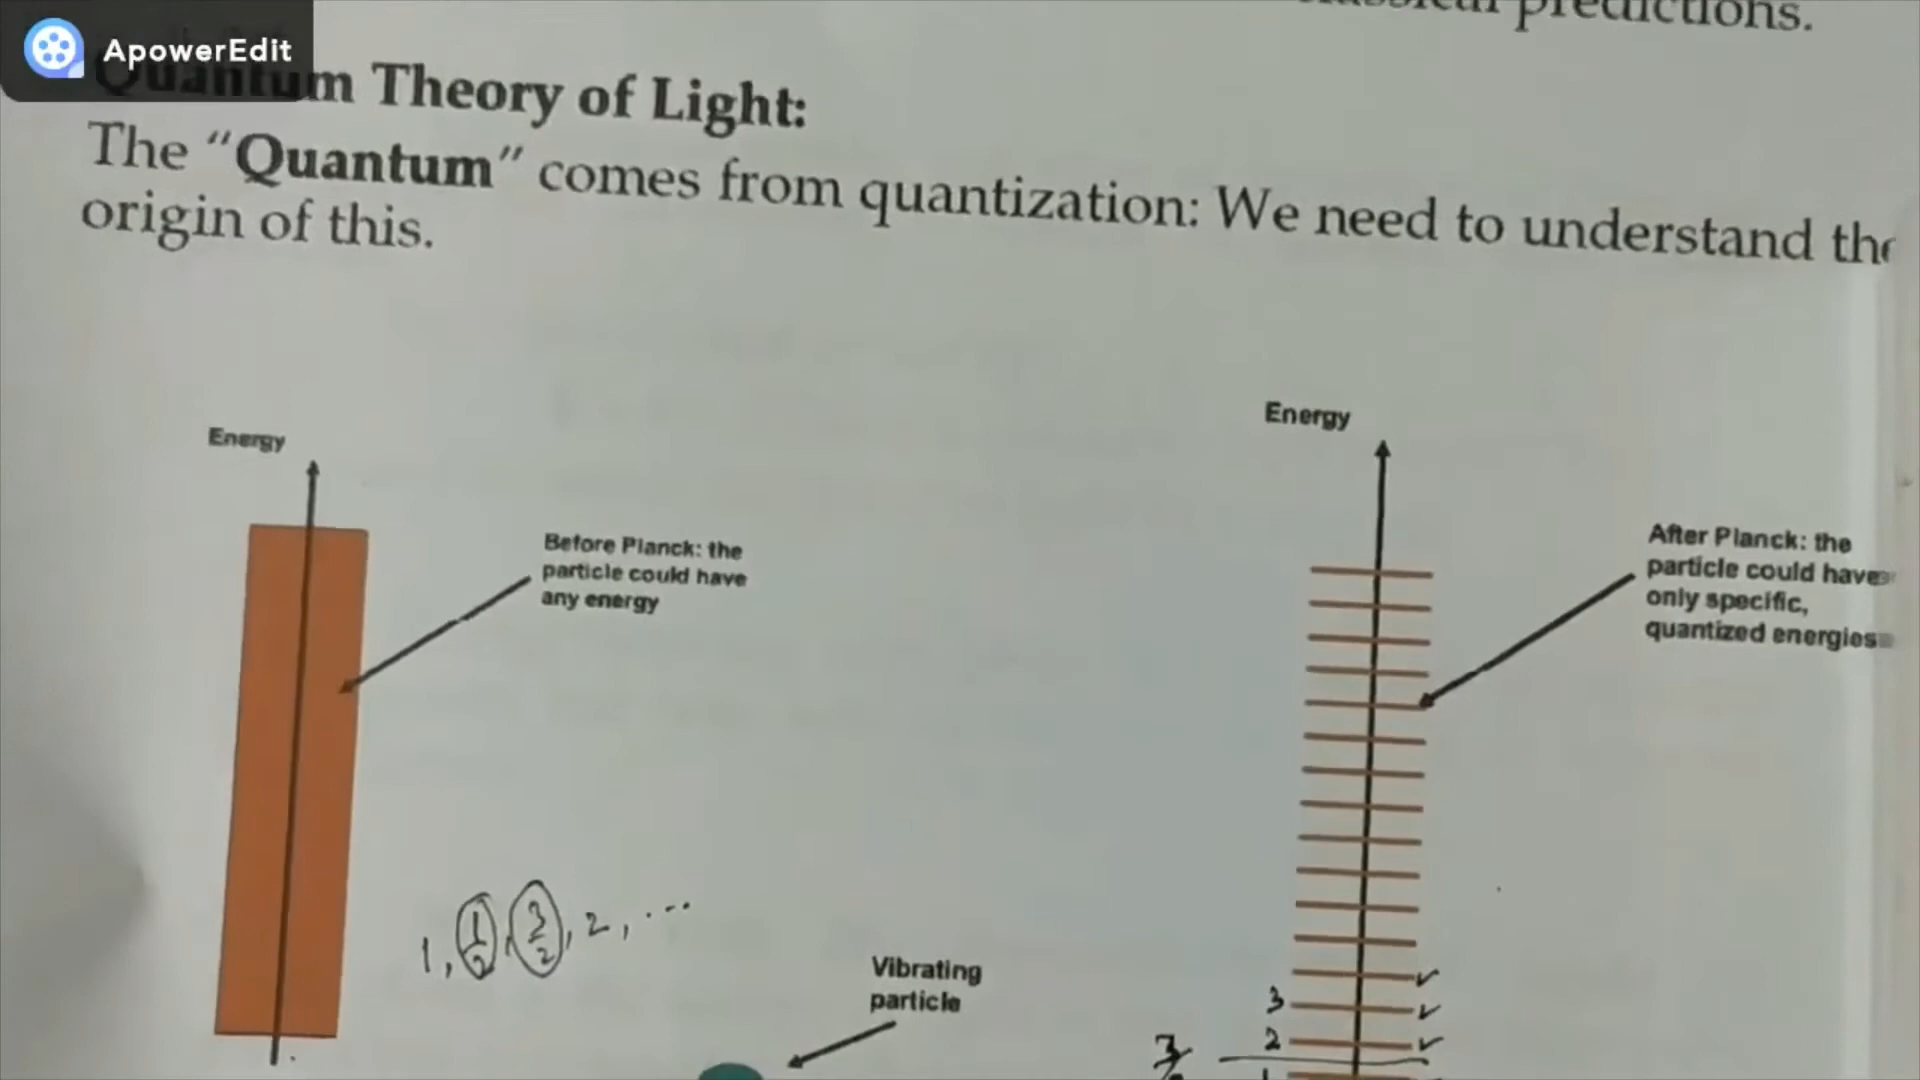 predictions.
ApowerEdit
Quantum Theory of Light:
The “Quantum” comes from quantization: We need to understand the
origin of this.
Energy
Before Planck: the
particle could have
any energy
Energy
After Planck: the
particle could have
only specific,
quantized energies
1, 1/2, 3/2, 2, ...
Vibrating
particle
3
2
1